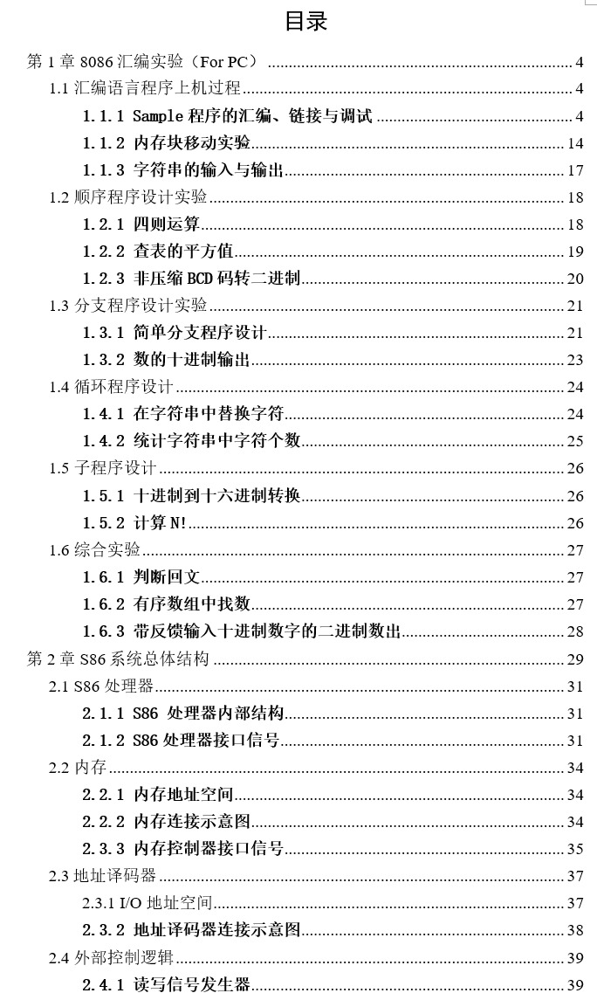 目录
第 1 章 8086 汇编实验（For PC） 4
1.1 汇编语言程序上机过程 4
1.1.1 Sample 程序的汇编、链接与调试 4
1.1.2 内存块移动实验 14
1.1.3 字符串的输入与输出 17
1.2 顺序程序设计实验 18
1.2.1 四则运算 18
1.2.2 查表的平方值 19
1.2.3 非压缩 BCD 码转二进制 20
1.3 分支程序设计实验 21
1.3.1 简单分支程序设计 21
1.3.2 数的十进制输出 23
1.4 循环程序设计 24
1.4.1 在字符串中替换字符 24
1.4.2 统计字符串中字符个数 25
1.5 子程序设计 26
1.5.1 十进制到十六进制转换 26
1.5.2 计算 N! 26
1.6 综合实验 27
1.6.1 判断回文 27
1.6.2 有序数组中找数 27
1.6.3 带反馈输入十进制数字的二进制数出 28
第 2 章 S86 系统总体结构 29
2.1 S86 处理器 31
2.1.1 S86 处理器内部结构 31
2.1.2 S86 处理器接口信号 31
2.2 内存 34
2.2.1 内存地址空间 34
2.2.2 内存连接示意图 34
2.3.3 内存控制器接口信号 35
2.3 地址译码器 37
2.3.1 I/O 地址空间 37
2.3.2 地址译码器连接示意图 38
2.4 外部控制逻辑 39
2.4.1 读写信号发生器 39